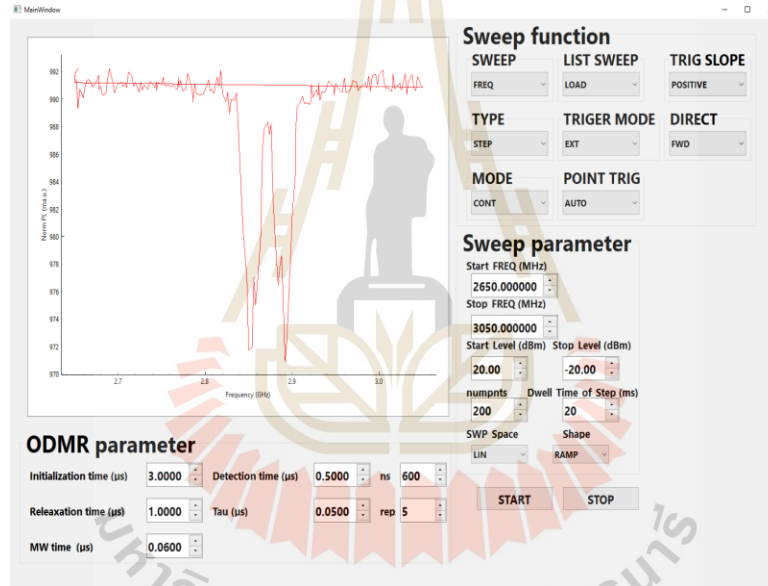 MainWindow
Sweep function
SWEEP LIST SWEEP TRIG SLOPE
FREQ LOAD POSITIVE
TYPE TRIGER MODE DIRECT
STEP EXT FWD
MODE POINT TRIG
CONT AUTO
992
990
988
986
984
982
980
978
976
974
972
970
Norm PL (ma.u.)
2.7 2.8 2.9 3.0
Frequency (GHz)
Sweep parameter
Start FREQ (MHz)
2650.000000
Stop FREQ (MHz)
3050.000000
Start Level (dBm) Stop Level (dBm)
20.00 -20.00
numpnts Dwell Time of Step (ms)
200 20
SWP Space Shape
LIN RAMP
START STOP
ODMR parameter
Initialization time (µs) 3.0000 Detection time (µs) 0.5000 ns 600
Releaxation time (µs) 1.0000 Tau (µs) 0.0500 rep 5
MW time (µs) 0.0600